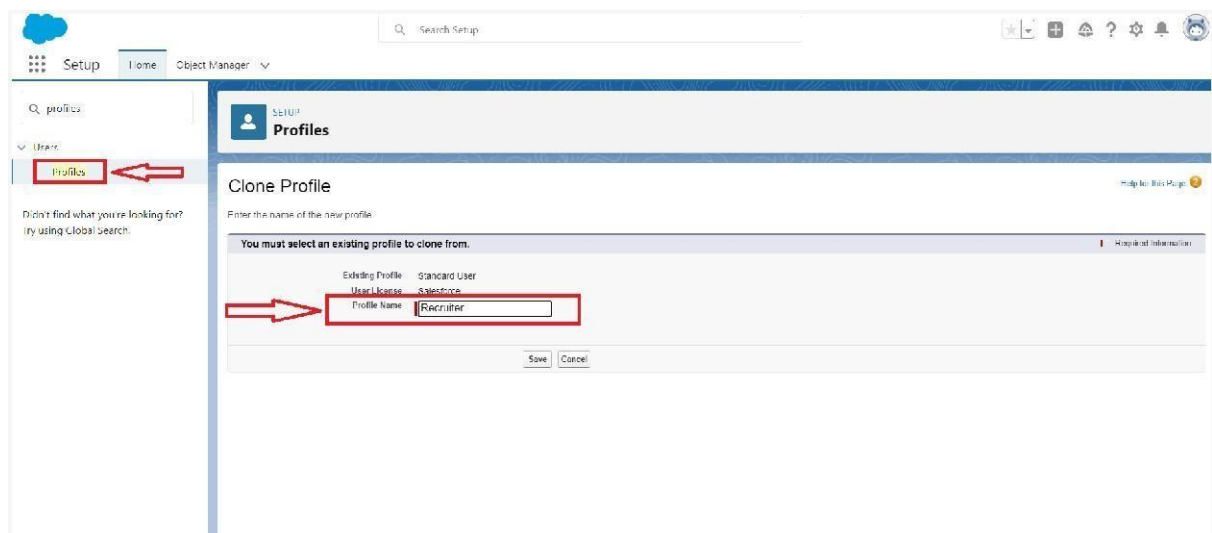 Search Setup
Setup Home Object Manager
profiles
Users
Profiles
Didn't find what you're looking for?
Try using Global Search.
SETUP
Profiles
Clone Profile
Help for this Page
Enter the name of the new profile
You must select an existing profile to clone from.
Required Information
Existing Profile Standard User
User License Salesforce
Profile Name Recruiter
Save Cancel